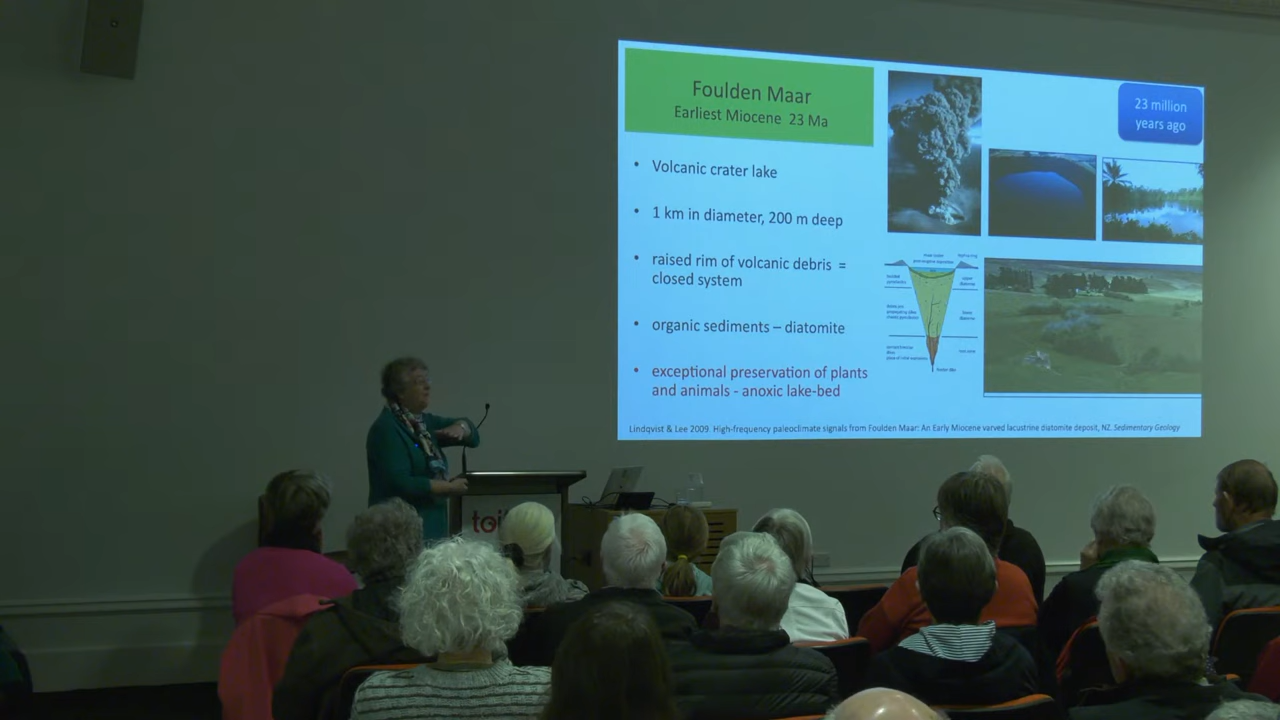 Foulden Maar
Earliest Miocene 23 Ma
23 million
years ago
• Volcanic crater lake
• 1 km in diameter, 200 m deep
• raised rim of volcanic debris =
closed system
• organic sediments – diatomite
• exceptional preservation of plants
and animals - anoxic lake-bed
Lindqvist & Lee 2009. High-frequency paleoclimate signals from Foulden Maar: An Early Miocene varved lacustrine diatomite deposit, NZ. Sedimentary Geology